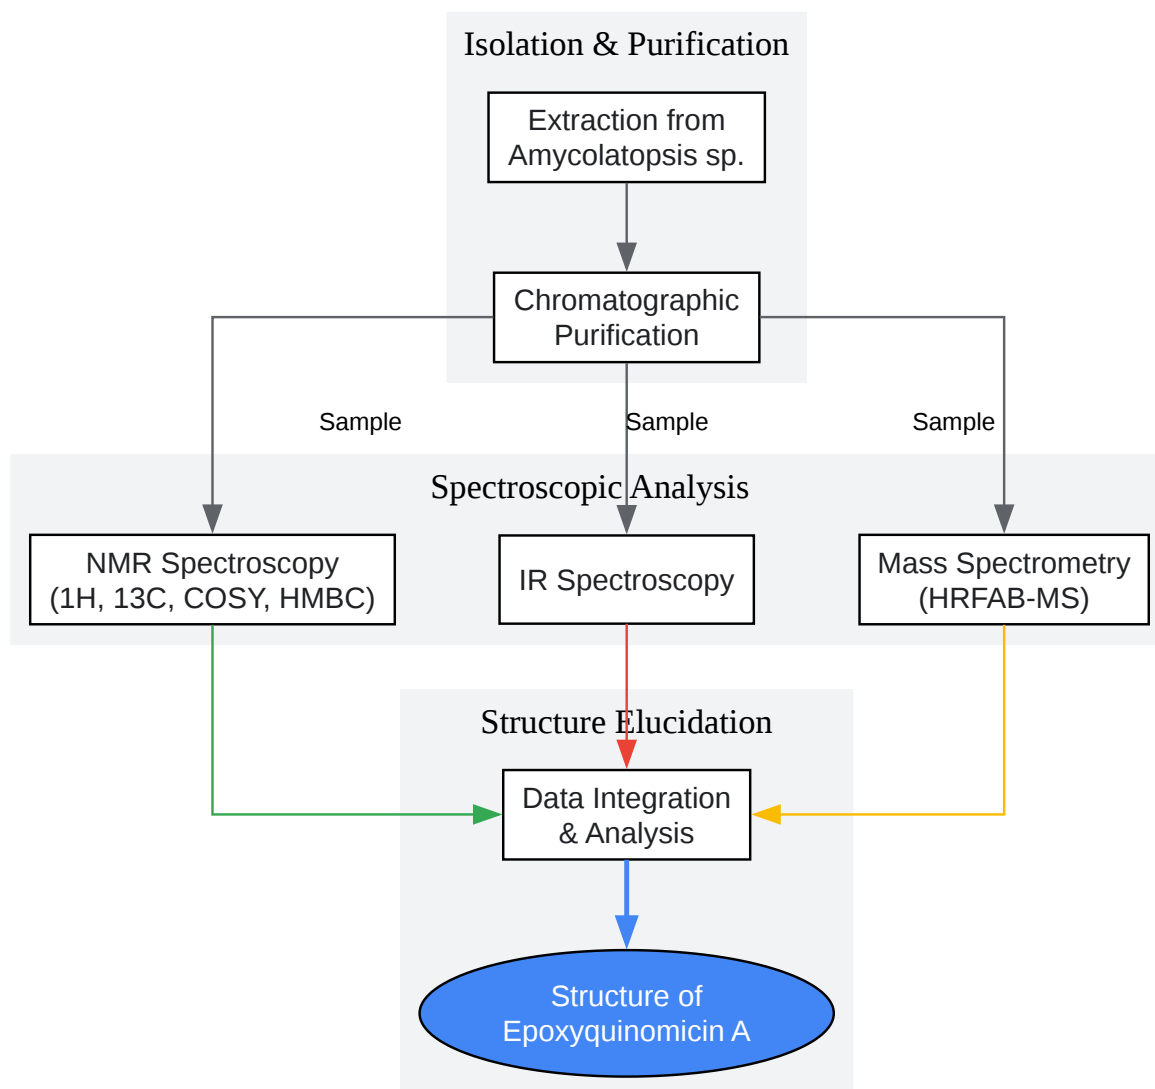 Isolation & Purification
Extraction from
Amycolatopsis sp.
Chromatographic
Purification
Sample
Sample
Sample
Spectroscopic Analysis
NMR Spectroscopy
(1H, 13C, COSY, HMBC)
IR Spectroscopy
Mass Spectrometry
(HRFAB-MS)
Structure Elucidation
Data Integration
& Analysis
Structure of
Epoxyquinomicin A